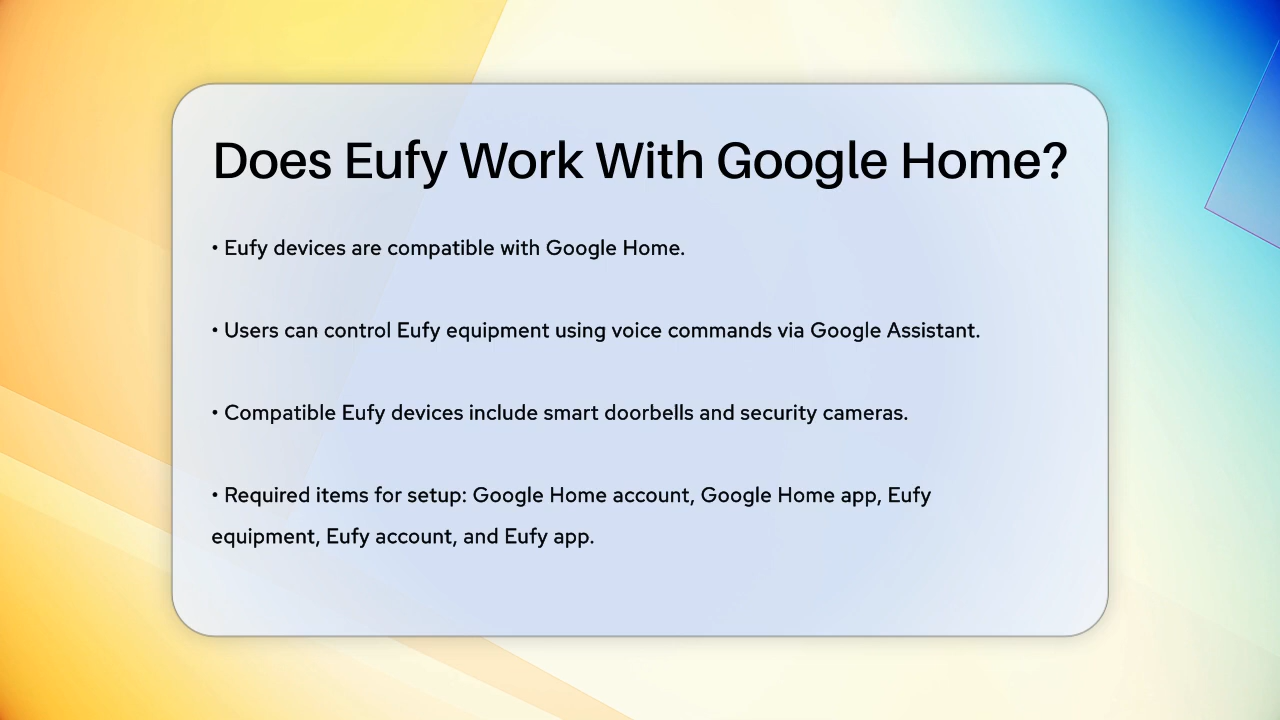 Does Eufy Work With Google Home?
• Eufy devices are compatible with Google Home.
• Users can control Eufy equipment using voice commands via Google Assistant.
• Compatible Eufy devices include smart doorbells and security cameras.
• Required items for setup: Google Home account, Google Home app, Eufy
equipment, Eufy account, and Eufy app.